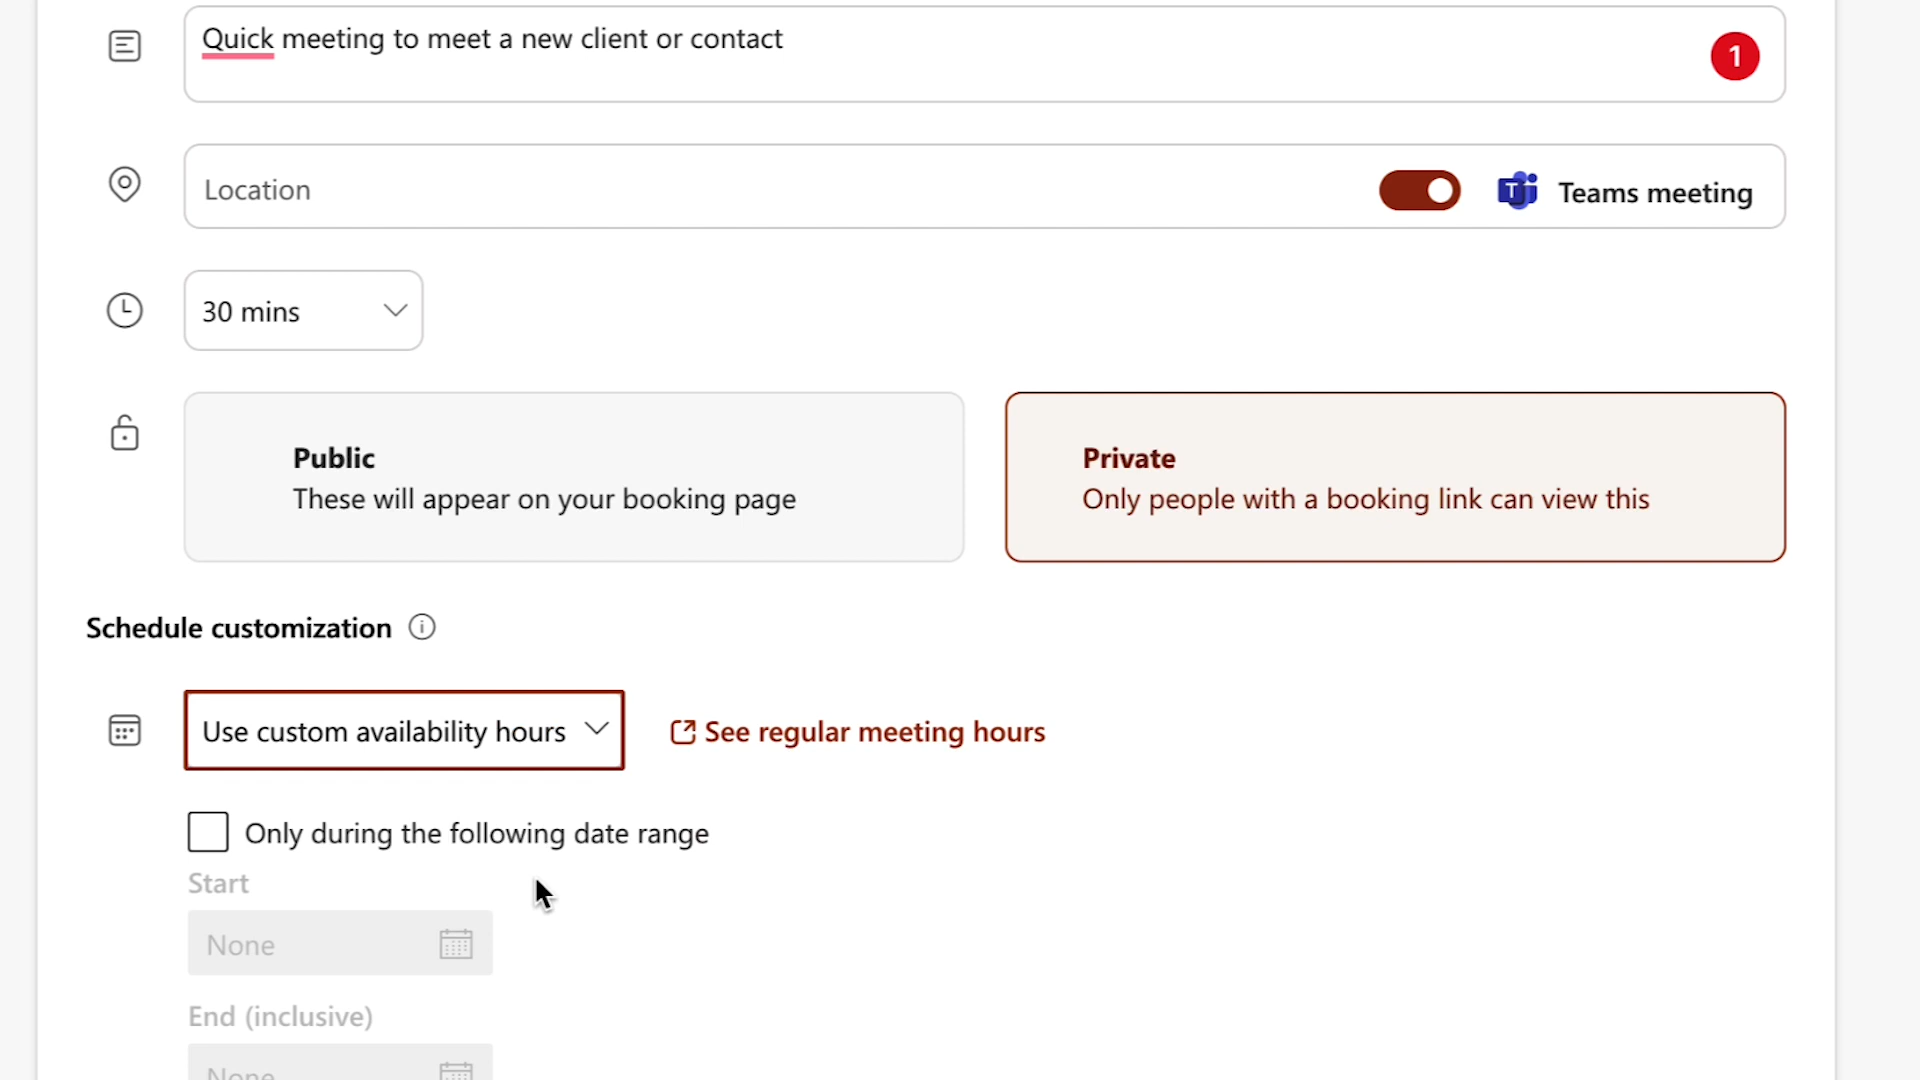 Quick meeting to meet a new client or contact
1
Location
Teams meeting
30 mins
Public
These will appear on your booking page
Private
Only people with a booking link can view this
Schedule customization
Use custom availability hours
See regular meeting hours
Only during the following date range
Start
None
End (inclusive)
None